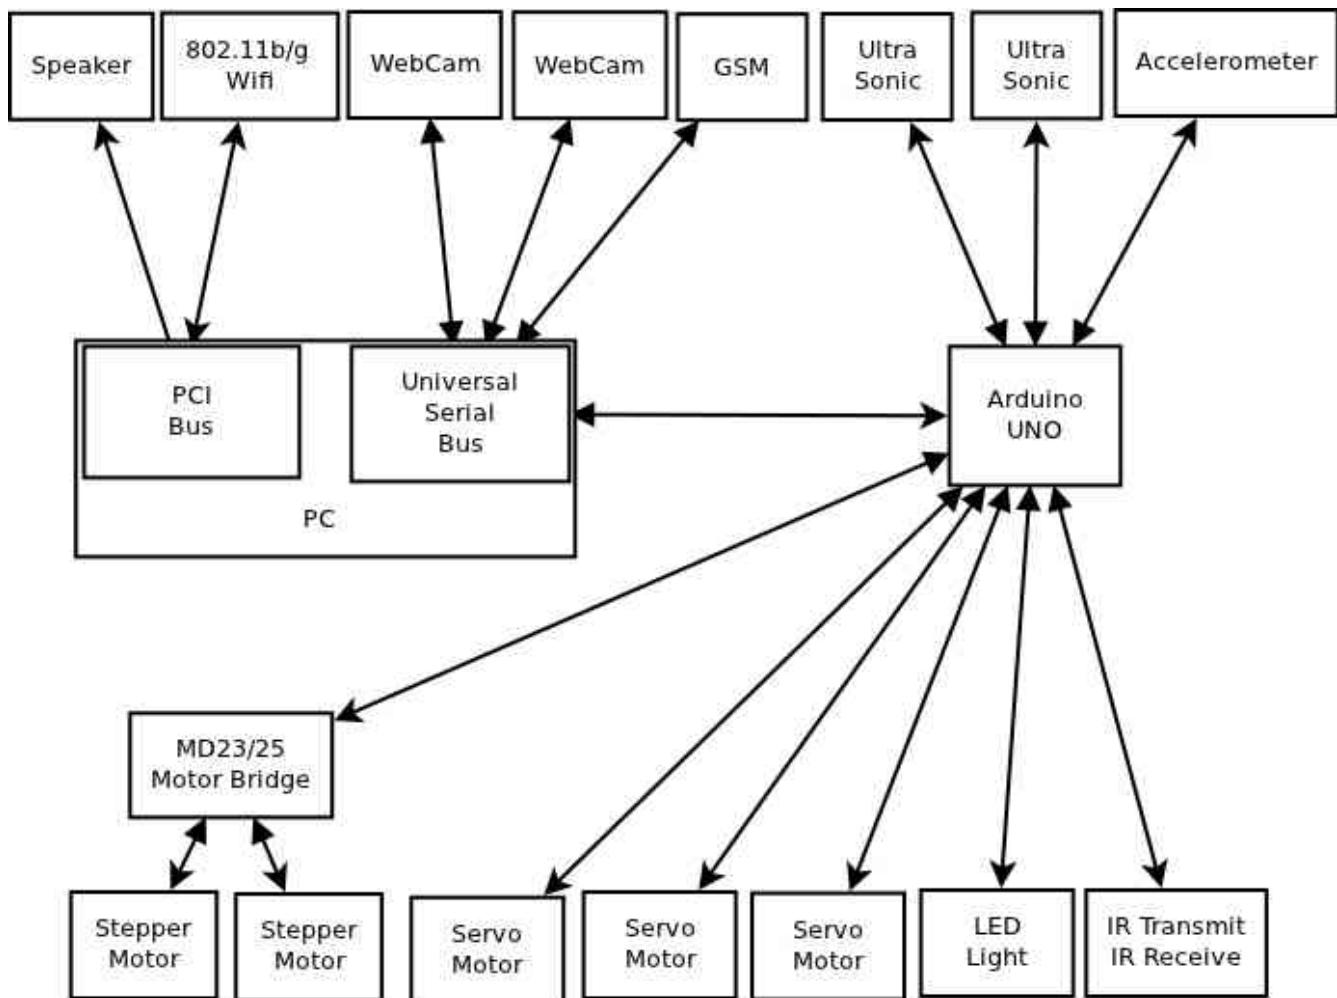 Speaker
802.11b/g
Wifi
WebCam
WebCam
GSM
Ultra
Sonic
Ultra
Sonic
Accelerometer
PCI
Bus
Universal
Serial
Bus
PC
Arduino
UNO
MD23/25
Motor Bridge
Stepper
Motor
Stepper
Motor
Servo
Motor
Servo
Motor
Servo
Motor
LED
Light
IR Transmit
IR Receive